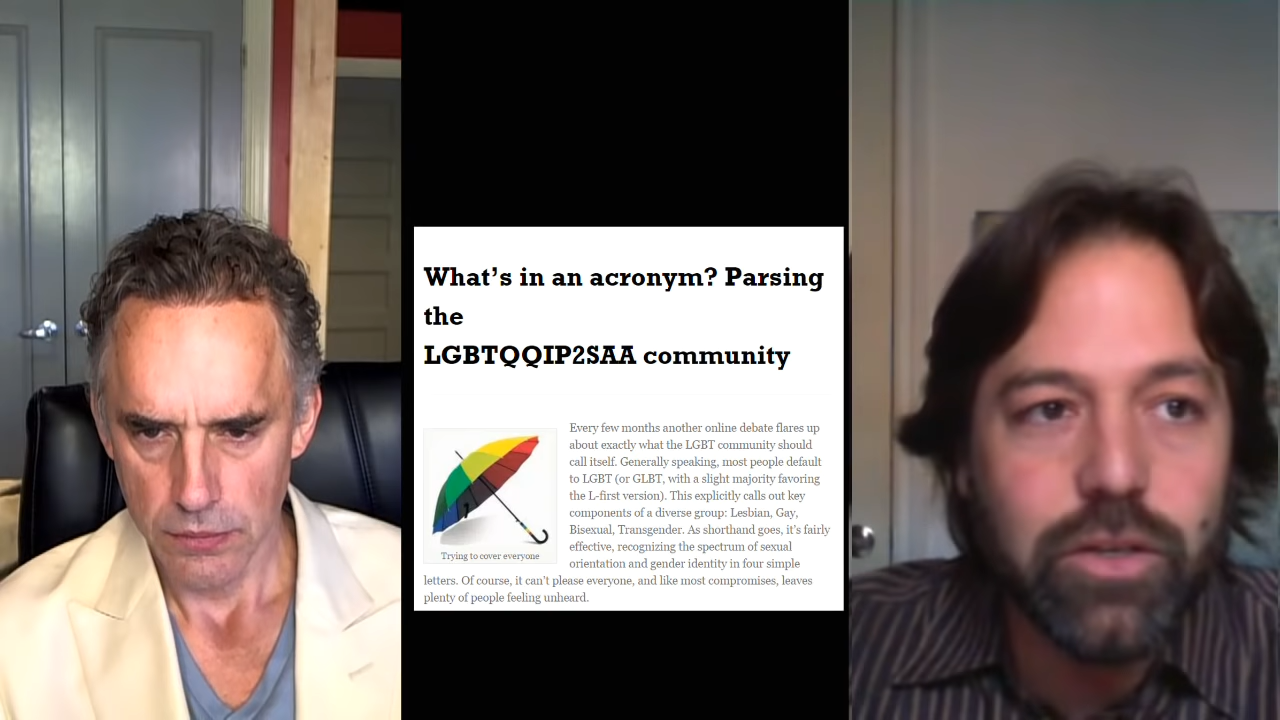 What's in an acronym? Parsing
the
LGBTQQIP2SAA community
Every few months another online debate flares up
about exactly what the LGBT community should
call itself. Generally speaking, most people default
to LGBT (or GLBT, with a slight majority favoring
the L-first version). This explicitly calls out key
components of a diverse group: Lesbian, Gay,
Bisexual, Transgender. As shorthand goes, it's fairly
effective, recognizing the spectrum of sexual
orientation and gender identity in four simple
letters. Of course, it can't please everyone, and like most compromises, leaves
plenty of people feeling unheard.
Trying to cover everyone